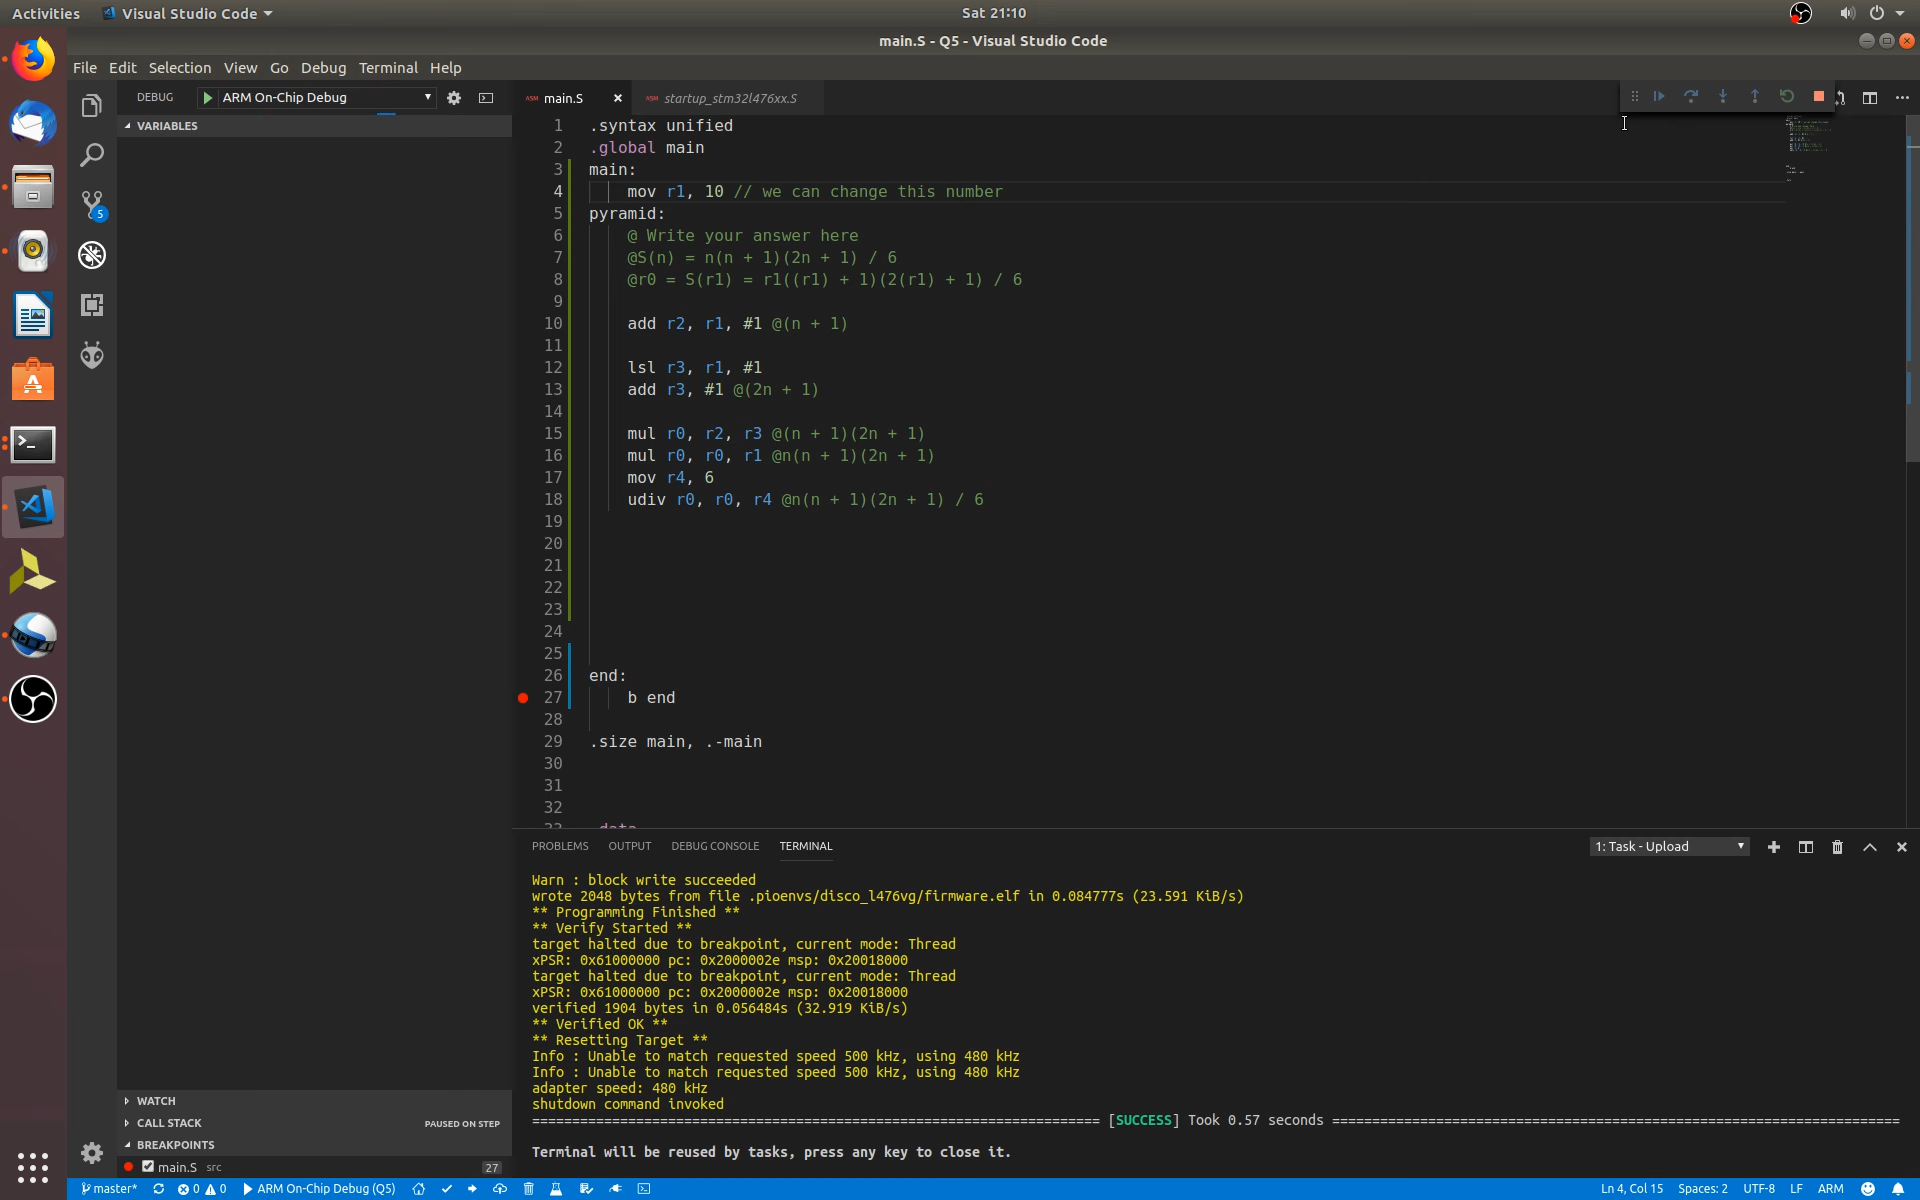 Activities
Visual Studio Code
Sat 21:10
main.S - Q5 - Visual Studio Code
File Edit Selection View Go Debug Terminal Help
DEBUG
ARM On-Chip Debug
main.S
startup_stm32l476xx.S
VARIABLES
5
1 .syntax unified
2 .global main
3 main:
4 mov r1, 10 // we can change this number
5 pyramid:
6 @ Write your answer here
7 @S(n) = n(n + 1)(2n + 1) / 6
8 @r0 = S(r1) = r1((r1) + 1)(2(r1) + 1) / 6
9
10 add r2, r1, #1 @(n + 1)
11
12 lsl r3, r1, #1
13 add r3, #1 @(2n + 1)
14
15 mul r0, r2, r3 @(n + 1)(2n + 1)
16 mul r0, r0, r1 @n(n + 1)(2n + 1)
17 mov r4, 6
18 udiv r0, r0, r4 @n(n + 1)(2n + 1) / 6
19
20
21
22
23
24
25
26 end:
27 b end
28
29 .size main, .-main
30
31
32
33 .data
PROBLEMS OUTPUT DEBUG CONSOLE TERMINAL
1: Task - Upload
Warn : block write succeeded
wrote 2048 bytes from file .pioenvs/disco_l476vg/firmware.elf in 0.084777s (23.591 KiB/s)
** Programming Finished **
** Verify Started **
target halted due to breakpoint, current mode: Thread
xPSR: 0x61000000 pc: 0x2000002e msp: 0x20018000
target halted due to breakpoint, current mode: Thread
xPSR: 0x61000000 pc: 0x2000002e msp: 0x20018000
verified 1904 bytes in 0.056484s (32.919 KiB/s)
** Verified OK **
** Resetting Target **
Info : Unable to match requested speed 500 kHz, using 480 kHz
Info : Unable to match requested speed 500 kHz, using 480 kHz
adapter speed: 480 kHz
shutdown command invoked
[SUCCESS] Took 0.57 seconds
Terminal will be reused by tasks, press any key to close it.
WATCH
CALL STACK PAUSED ON STEP
BREAKPOINTS
main.S src 27
master* 0 0 ARM On-Chip Debug (Q5)
Ln 4, Col 15 Spaces: 2 UTF-8 LF ARM